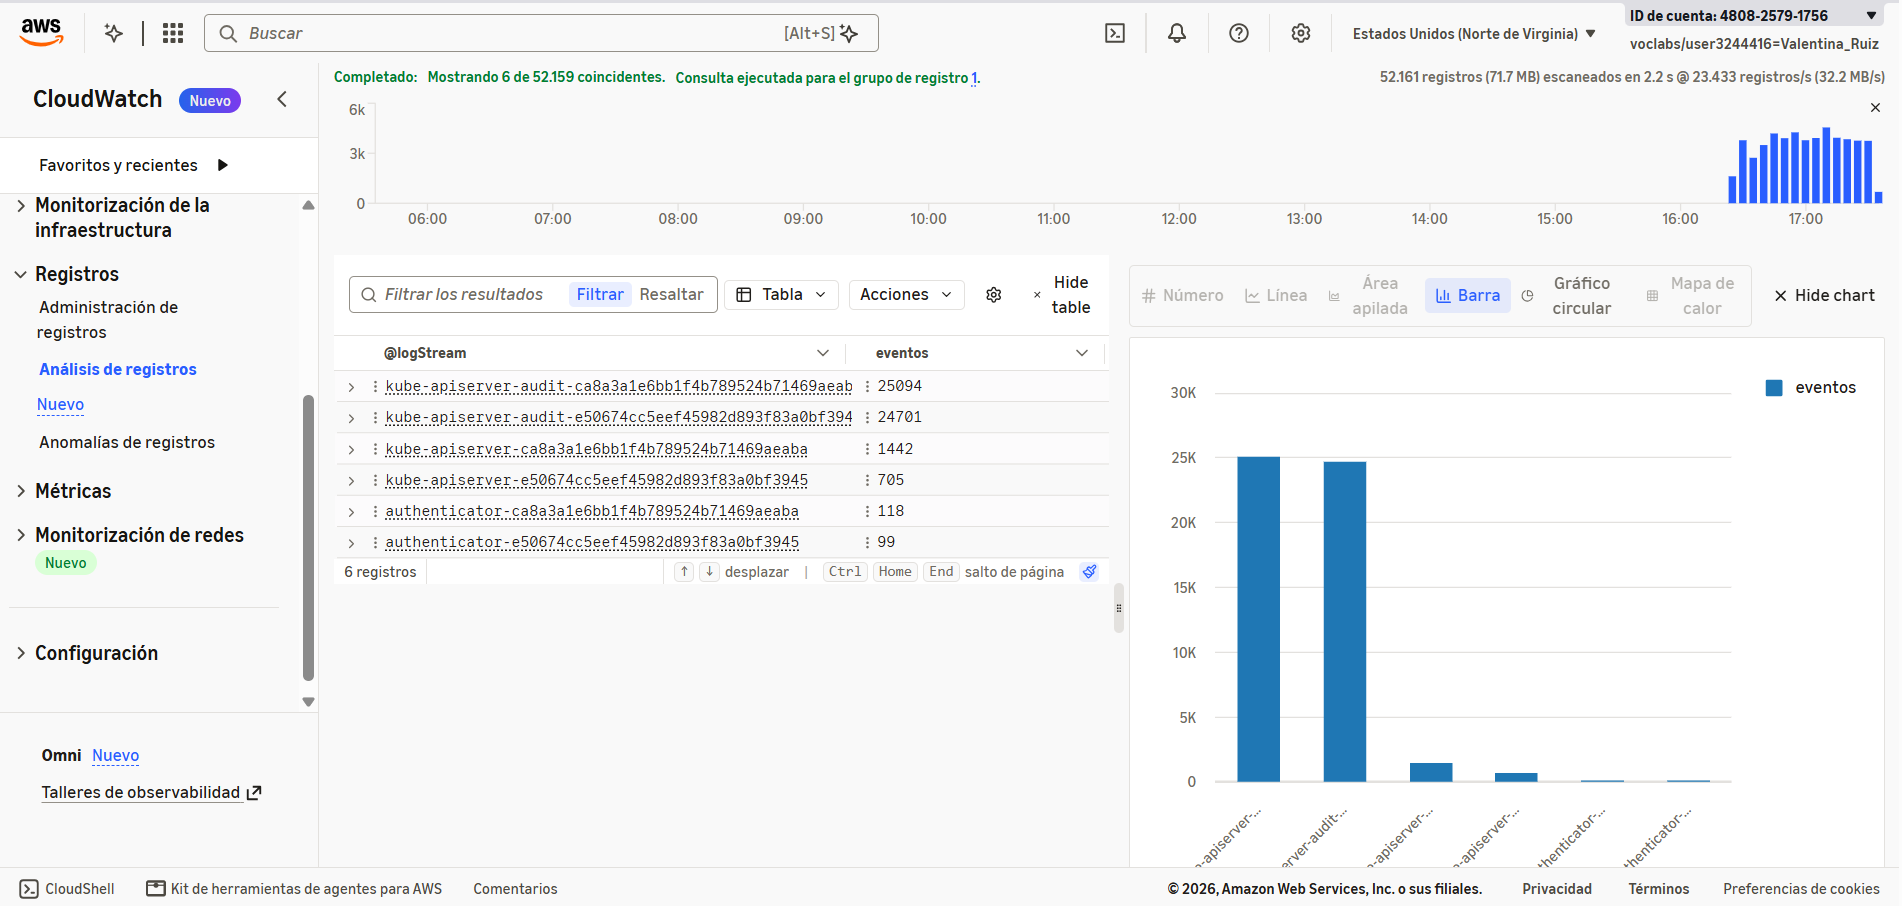 aws
Buscar
[Alt+S]
Estados Unidos (Norte de Virginia)
ID de cuenta: 4808-2579-1756
voclabs/user3244416=Valentina_Ruiz
CloudWatch
Nuevo
Favoritos y recientes
Monitorización de la
infraestructura
Registros
Administración de
registros
Análisis de registros
Nuevo
Anomalías de registros
Métricas
Monitorización de redes
Nuevo
Configuración
Omni Nuevo
Talleres de observabilidad
Completado: Mostrando 6 de 52.159 coincidentes. Consulta ejecutada para el grupo de registro 1.
52.161 registros (71.7 MB) escaneados en 2.2 s @ 23.433 registros/s (32.2 MB/s)
6k
3k
0
06:00 07:00 08:00 09:00 10:00 11:00 12:00 13:00 14:00 15:00 16:00 17:00
Filtrar los resultados
Filtrar
Resaltar
Tabla
Acciones
Hide
table
@logStream eventos
kube-apiserver-audit-ca8a3a1e6bb1f4b789524b71469aeab 25094
kube-apiserver-audit-e50674cc5eef45982d893f83a0bf394 24701
kube-apiserver-ca8a3a1e6bb1f4b789524b71469aeaba 1442
kube-apiserver-e50674cc5eef45982d893f83a0bf3945 705
authenticator-ca8a3a1e6bb1f4b789524b71469aeaba 118
authenticator-e50674cc5eef45982d893f83a0bf3945 99
6 registros
↑ ↓ desplazar | Ctrl Home End salto de página
# Número
Línea
Área
apilada
Barra
Gráfico
circular
Mapa de
calor
Hide chart
eventos
30K
25K
20K
15K
10K
5K
0
-apiserver-...
erver-audit-...
-apiserver-...
-apiserver-...
thenticator-...
thenticator-...
CloudShell
Kit de herramientas de agentes para AWS
Comentarios
© 2026, Amazon Web Services, Inc. o sus filiales.
Privacidad
Términos
Preferencias de cookies